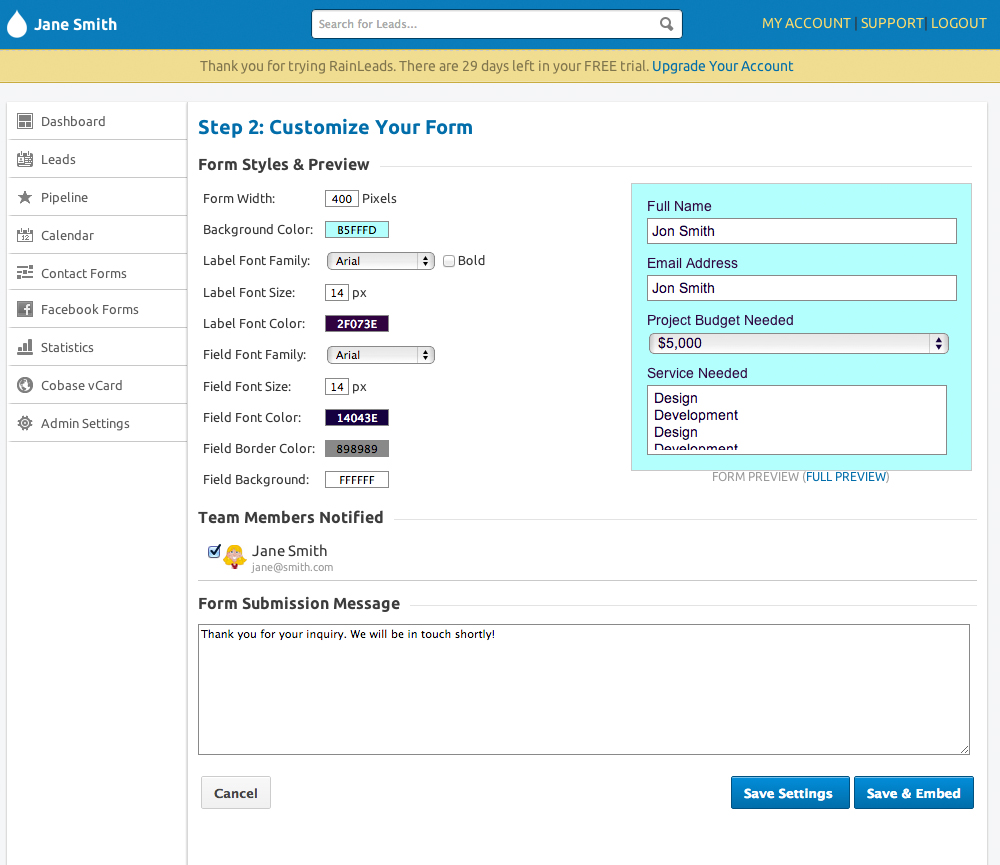 Jane Smith
Search for Leads...
MY ACCOUNT | SUPPORT | LOGOUT
Thank you for trying RainLeads. There are 29 days left in your FREE trial. Upgrade Your Account
Dashboard
Leads
Pipeline
Calendar
Contact Forms
Facebook Forms
Statistics
Cobase vCard
Admin Settings
Step 2: Customize Your Form
Form Styles & Preview
Form Width: 400 Pixels
Background Color: B5FFFD
Label Font Family: Arial Bold
Label Font Size: 14 px
Label Font Color: 2F073E
Field Font Family: Arial
Field Font Size: 14 px
Field Font Color: 14043E
Field Border Color: 898989
Field Background: FFFFFF
Full Name
Jon Smith
Email Address
Jon Smith
Project Budget Needed
$5,000
Service Needed
Design
Development
Design
Development
FORM PREVIEW (FULL PREVIEW)
Team Members Notified
Jane Smith
jane@smith.com
Form Submission Message
Thank you for your inquiry. We will be in touch shortly!
Cancel
Save Settings
Save & Embed